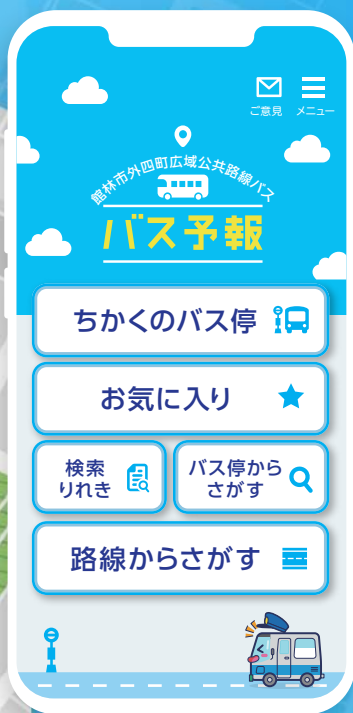 ご意見 メニュー
館林市外四町広域公共路線バス
バス予報
ちかくのバス停
お気に入り
検索
りれき
バス停から
さがす
路線からさがす